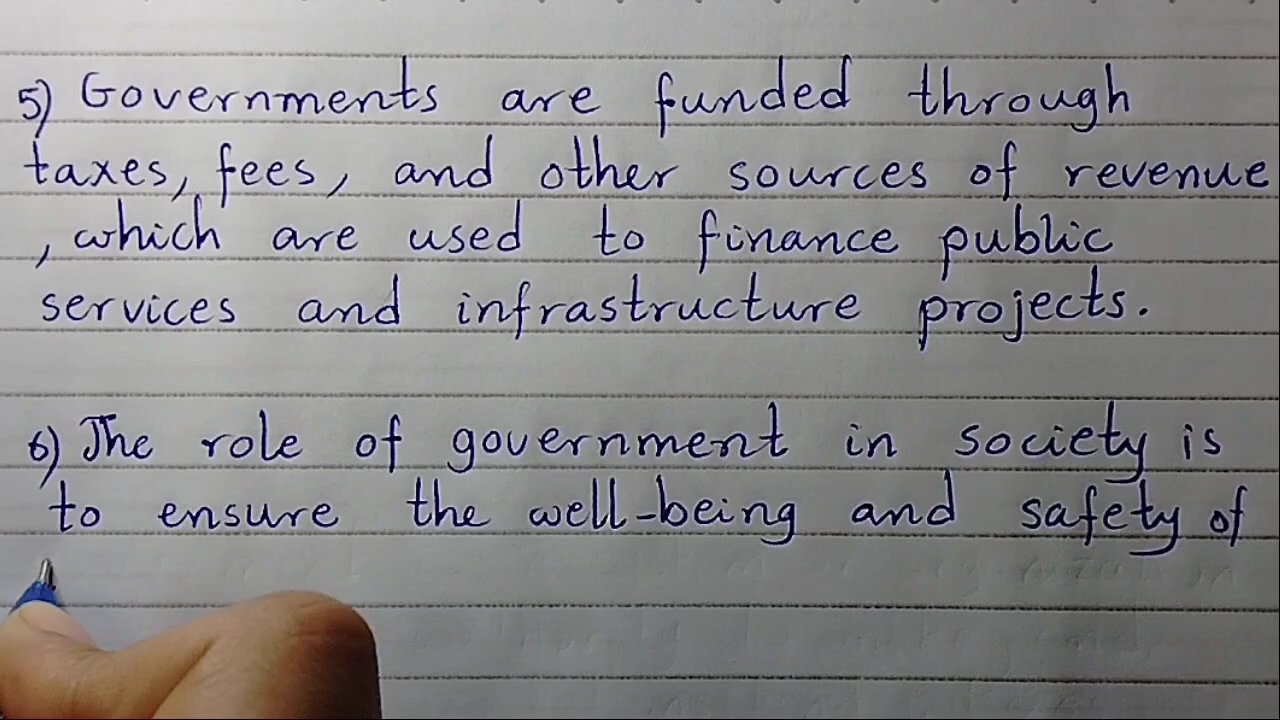 5) Governments are funded through
taxes, fees, and other sources of revenue
, which are used to finance public
services and infrastructure projects.
6) The role of government in society is
to ensure the well-being and safety of